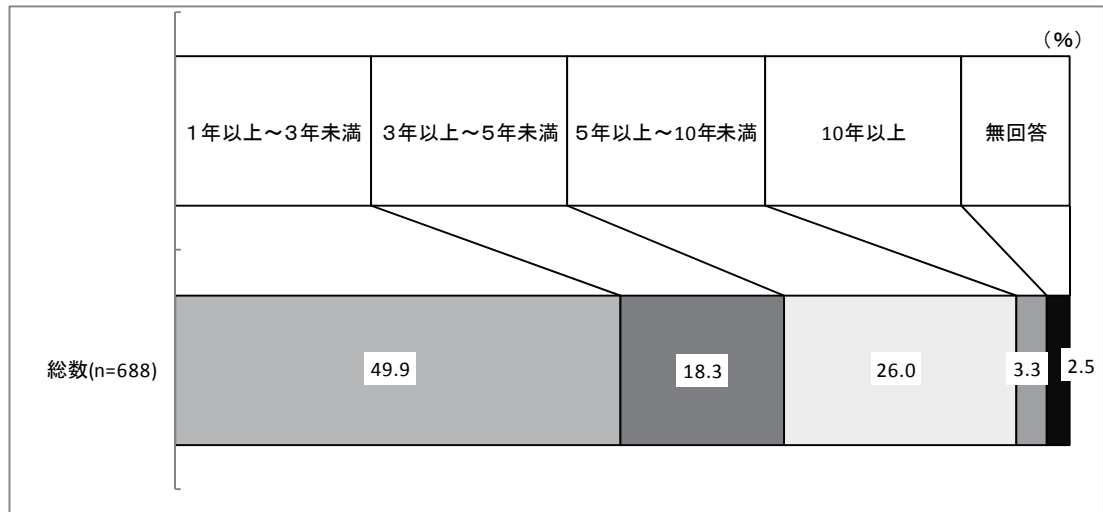 （%）
１年以上～３年未満 ３年以上～５年未満 ５年以上～10年未満 10年以上 無回答
総数(n=688) 49.9 18.3 26.0 3.3 2.5